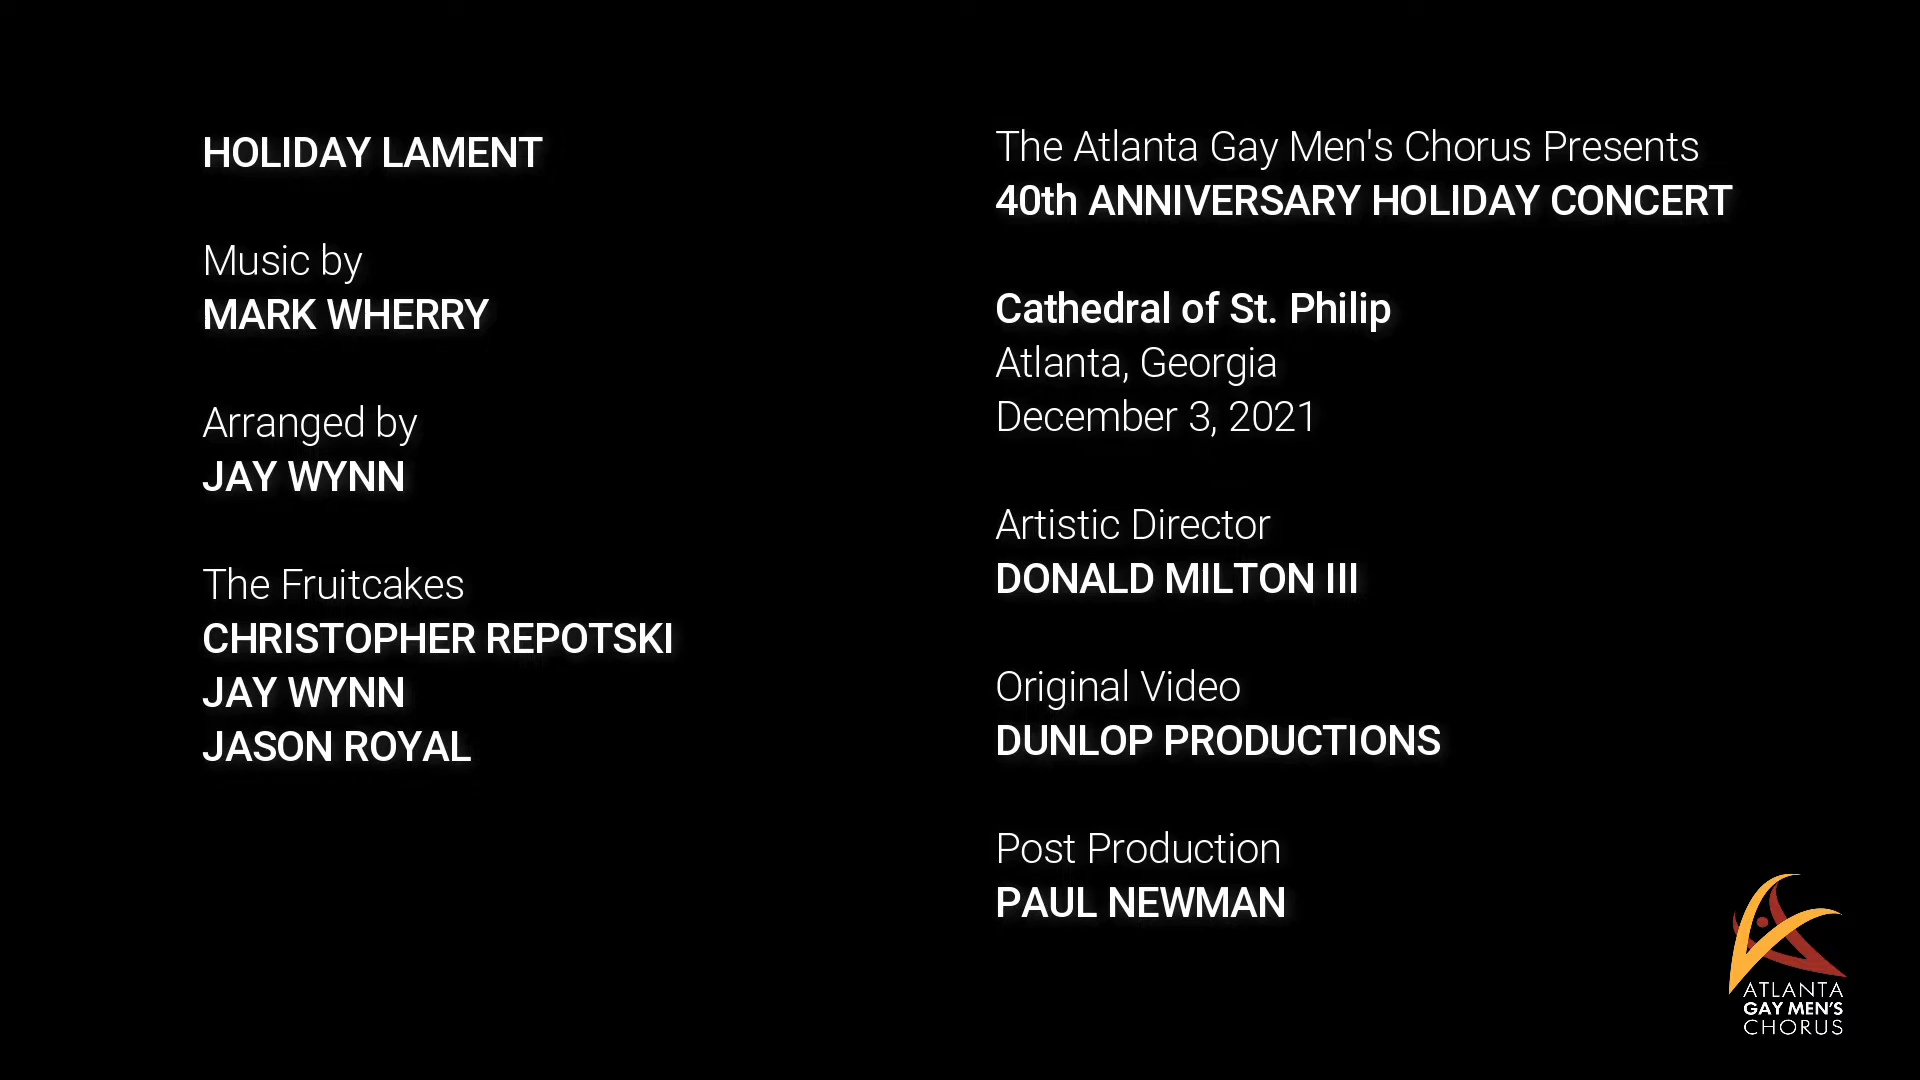 HOLIDAY LAMENT
Music by
MARK WHERRY
Arranged by
JAY WYNN
The Fruitcakes
CHRISTOPHER REPOTSKI
JAY WYNN
JASON ROYAL
The Atlanta Gay Men's Chorus Presents
40th ANNIVERSARY HOLIDAY CONCERT
Cathedral of St. Philip
Atlanta, Georgia
December 3, 2021
Artistic Director
DONALD MILTON III
Original Video
DUNLOP PRODUCTIONS
Post Production
PAUL NEWMAN
ATLANTA
GAY MEN'S
CHORUS